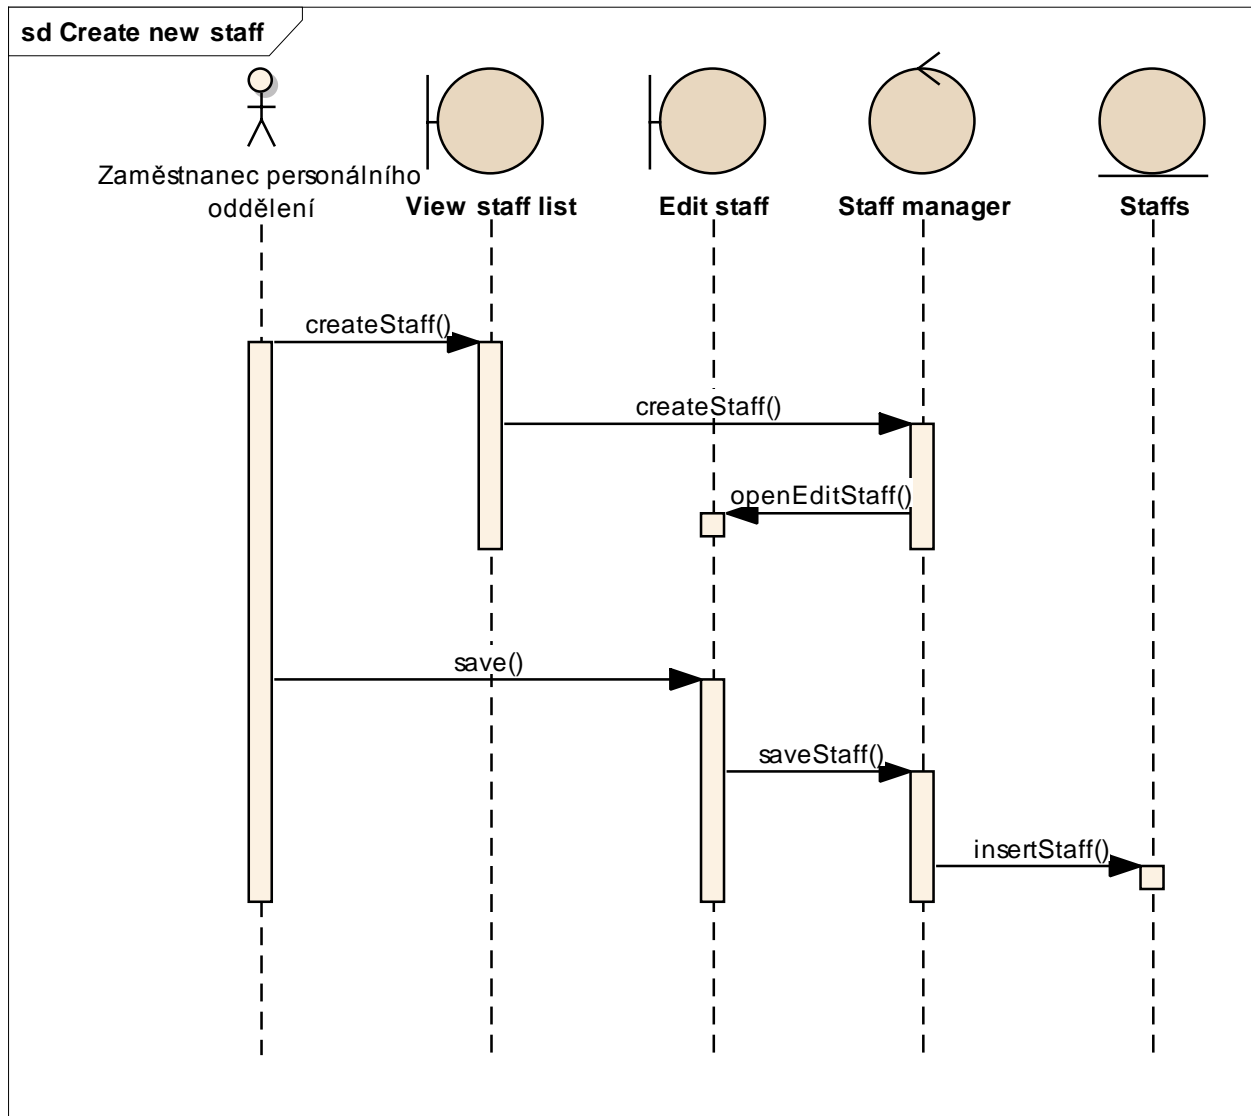 sd Create new staff
Zaměstnanec personálního
oddělení
View staff list
Edit staff
Staff manager
Staffs
createStaff()
createStaff()
openEditStaff()
save()
saveStaff()
insertStaff()